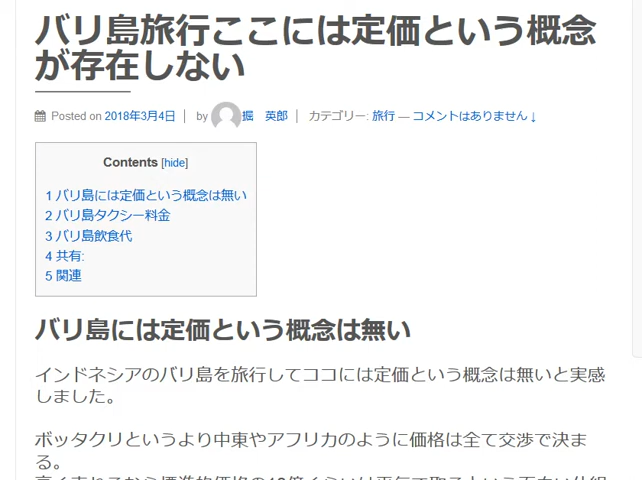 バリ島旅行ここには定価という概念
が存在しない
Posted on 2018年3月4日 | by 掘 英郎 | カテゴリー: 旅行 — コメントはありません ↓
Contents [hide]
1 バリ島には定価という概念は無い
2 バリ島タクシー料金
3 バリ島飲食代
4 共有:
5 関連
バリ島には定価という概念は無い
インドネシアのバリ島を旅行してココには定価という概念は無いと実感
しました。
ボッタクリというより中東やアフリカのように価格は全て交渉で決ま
る。